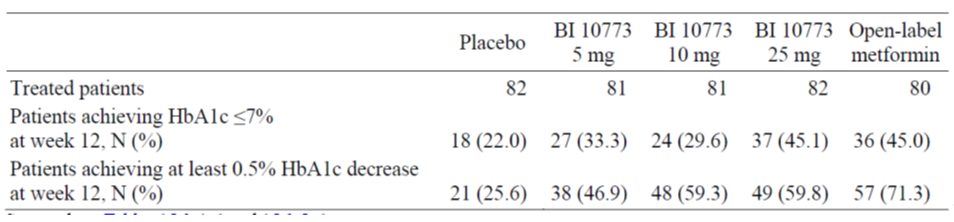 Placebo BI 10773 5 mg BI 10773 10 mg BI 10773 25 mg Open-label metformin
Treated patients 82 81 81 82 80
Patients achieving HbA1c ≤7%
at week 12, N (%) 18 (22.0) 27 (33.3) 24 (29.6) 37 (45.1) 36 (45.0)
Patients achieving at least 0.5% HbA1c decrease
at week 12, N (%) 21 (25.6) 38 (46.9) 48 (59.3) 49 (59.8) 57 (71.3)